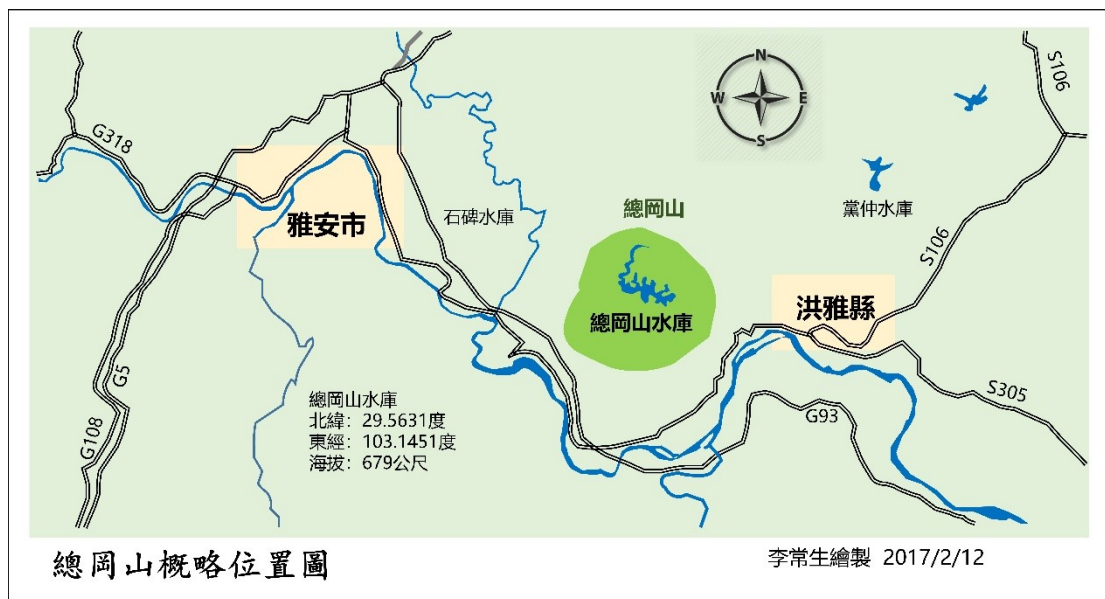 N
W
E
S
S106
G318
雅安市
石碑水庫
總岡山
總岡山水庫
黨仲水庫
S106
洪雅縣
G5
G108
總岡山水庫
北緯：29.5631度
東經：103.1451度
海拔：679公尺
S305
G93
總岡山概略位置圖
李常生繪製 2017/2/12